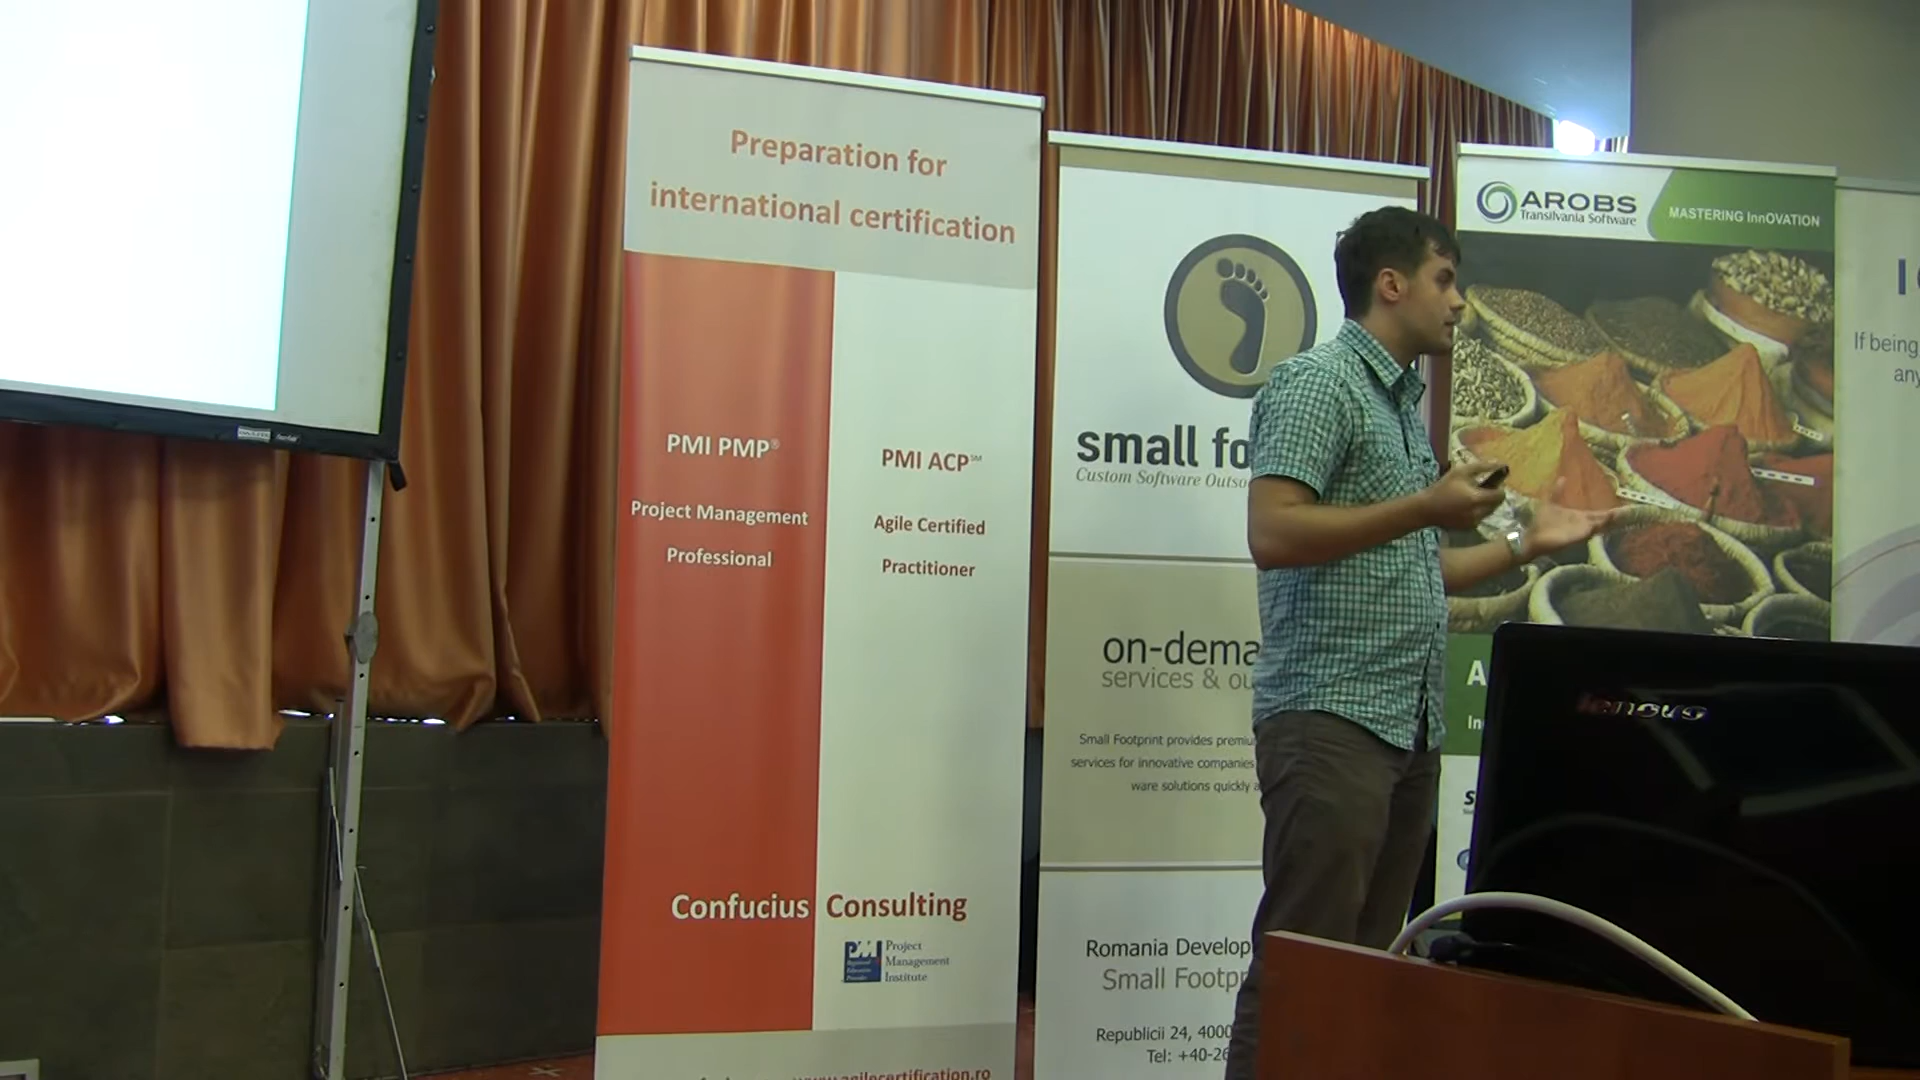 Preparation for
international certification
PMI PMP®
Project Management
Professional
PMI ACP℠
Agile Certified
Practitioner
Confucius Consulting
PMI
Project
Management
Institute
www.agilecertification.ro
small fo
Custom Software Outso
on-dema
services & ou
Small Footprint provides premiu
services for innovative companies
ware solutions quickly a
Romania Develop
Small Footpr
Republicii 24, 4000
Tel: +40-26
AROBS
Transilvania Software
MASTERING InnOVATION
A
In
S
If being
any
lenovo